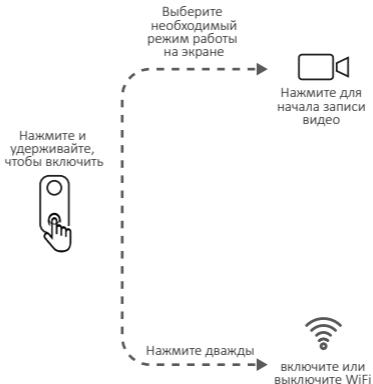 Выберите
необходимый
режим работы
на экране
Нажмите для
начала записи
видео
Нажмите и
удерживайте,
чтобы включить
Нажмите дважды
включите или
выключите WiFi